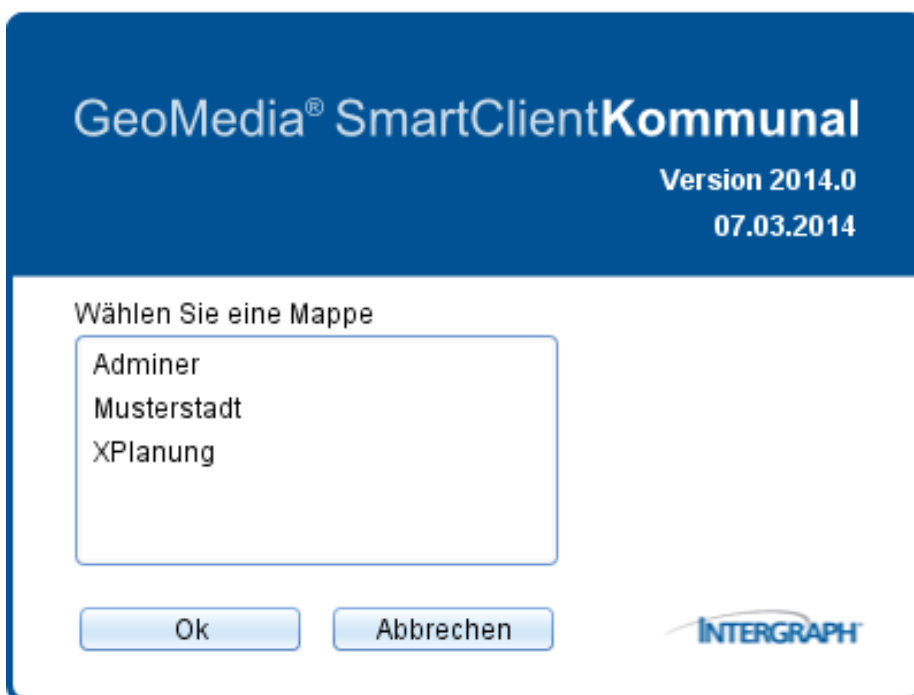 GeoMedia® SmartClientKommunal
Version 2014.0
07.03.2014
Wählen Sie eine Mappe
Adminer
Musterstadt
XPlanung
Ok Abbrechen INTERGRAPH